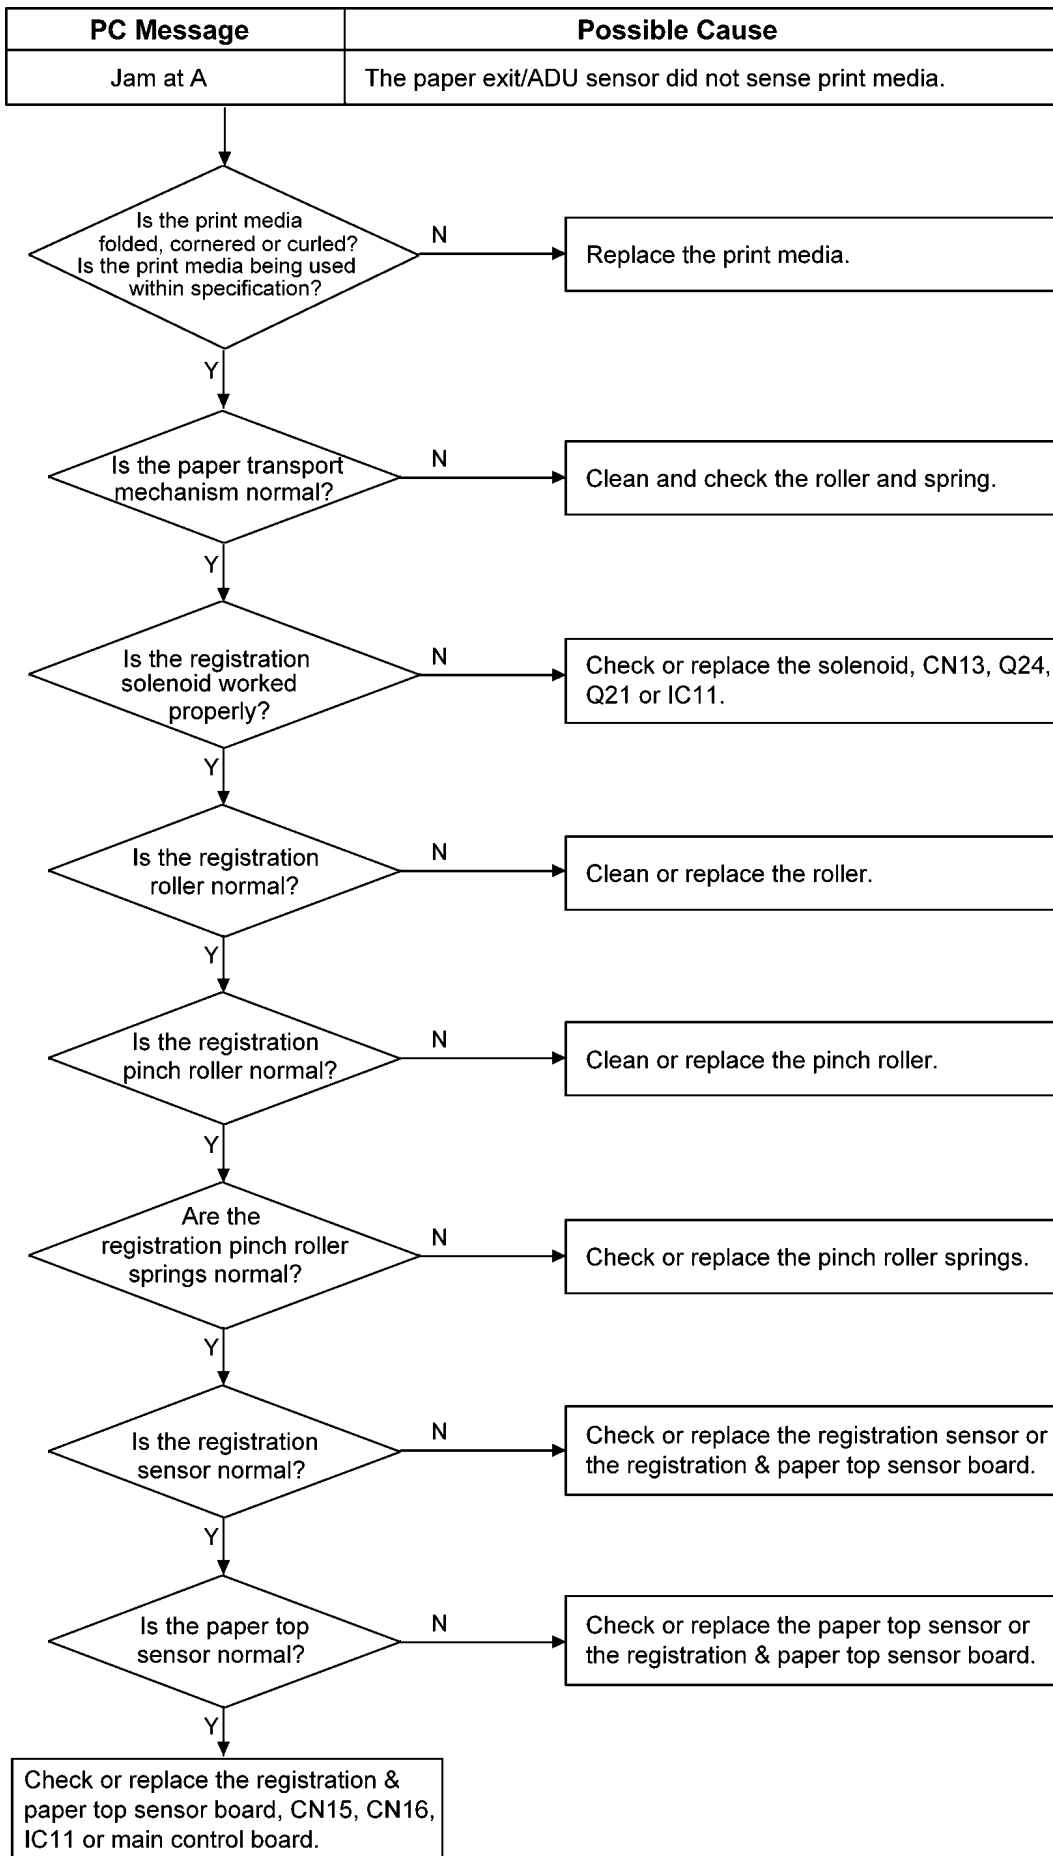 PC Message
Possible Cause
Jam at A
The paper exit/ADU sensor did not sense print media.
Is the print media
folded, cornered or curled?
Is the print media being used
within specification?
N
Replace the print media.
Y
Is the paper transport
mechanism normal?
N
Clean and check the roller and spring.
Y
Is the registration
solenoid worked
properly?
N
Check or replace the solenoid, CN13, Q24,
Q21 or IC11.
Y
Is the registration
roller normal?
N
Clean or replace the roller.
Y
Is the registration
pinch roller normal?
N
Clean or replace the pinch roller.
Y
Are the
registration pinch roller
springs normal?
N
Check or replace the pinch roller springs.
Y
Is the registration
sensor normal?
N
Check or replace the registration sensor or
the registration & paper top sensor board.
Y
Is the paper top
sensor normal?
N
Check or replace the paper top sensor or
the registration & paper top sensor board.
Y
Check or replace the registration &
paper top sensor board, CN15, CN16,
IC11 or main control board.